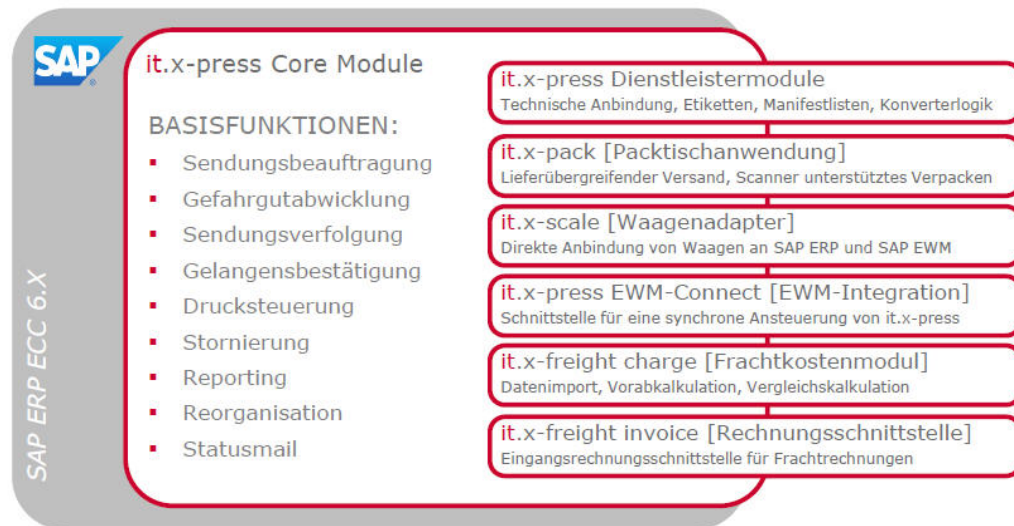 SAP
®
it.x-press Core Module
BASISFUNKTIONEN:
▪ Sendungsbeauftragung
▪ Gefahrgutabwicklung
▪ Sendungsverfolgung
▪ Gelangensbestätigung
▪ Drucksteuerung
▪ Stornierung
▪ Reporting
▪ Reorganisation
▪ Statusmail
SAP ERP ECC 6.X
it.x-press Dienstleistermodule
Technische Anbindung, Etiketten, Manifestlisten, Konverterlogik
it.x-pack [Packtischanwendung]
Lieferübergreifender Versand, Scanner unterstütztes Verpacken
it.x-scale [Waagenadapter]
Direkte Anbindung von Waagen an SAP ERP und SAP EWM
it.x-press EWM-Connect [EWM-Integration]
Schnittstelle für eine synchrone Ansteuerung von it.x-press
it.x-freight charge [Frachtkostenmodul]
Datenimport, Vorabkalkulation, Vergleichskalkulation
it.x-freight invoice [Rechnungsschnittstelle]
Eingangsrechnungsschnittstelle für Frachtrechnungen